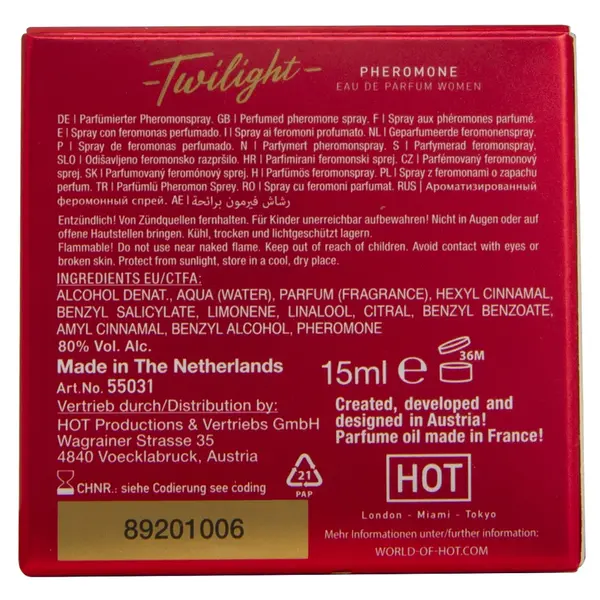 -Twilight-
PHEROMONE
EAU DE PARFUM WOMEN
DE | Parfümierter Pheromonspray. GB | Perfumed pheromone spray. F | Spray aux phéromones parfumé.
E | Spray con feromonas perfumado. I | Spray ai feromoni profumato. NL | Geparfumeerde feromonenspray.
P | Spray de feromonas perfumado. N | Parfymert pheromonspray. S | Parfymerad feromonspray.
SLO | Odišavljeno feromonsko razpršilo. HR | Parfimirani feromonski sprej. CZ | Parfémovaný feromonový
sprej. SK | Parfumovaný feromónový sprej. H | Parfümös feromonspray. PL | Spray z feromonami o zapachu
perfum. TR | Parfümlü Pheromon Sprey. RO | Spray cu feromoni parfumat. RUS | Ароматизированный
феромонный спрей. AE | رشاش فيرمون برائحة
Entzündlich! Von Zündquellen fernhalten. Für Kinder unerreichbar aufbewahren! Nicht in Augen oder auf
offene Hautstellen bringen. Kühl, trocken und lichtgeschützt lagern.
Flammable! Do not use near naked flame. Keep out of reach of children. Avoid contact with eyes or
broken skin. Protect from sunlight, store in a cool, dry place.
INGREDIENTS EU/CTFA:
ALCOHOL DENAT., AQUA (WATER), PARFUM (FRAGRANCE), HEXYL CINNAMAL,
BENZYL SALICYLATE, LIMONENE, LINALOOL, CITRAL, BENZYL BENZOATE,
AMYL CINNAMAL, BENZYL ALCOHOL, PHEROMONE
80% Vol. Alc.
Made in The Netherlands
Art.No. 55031
Vertrieb durch/Distribution by:
HOT Productions & Vertriebs GmbH
Wagrainer Strasse 35
4840 Voecklabruck, Austria
CHNR.: siehe Codierung see coding
89201006
21
PAP
15ml e
36M
Created, developed and
designed in Austria!
Parfume oil made in France!
HOT
London - Miami - Tokyo
Mehr Informationen unter/further information:
WORLD-OF-HOT.COM